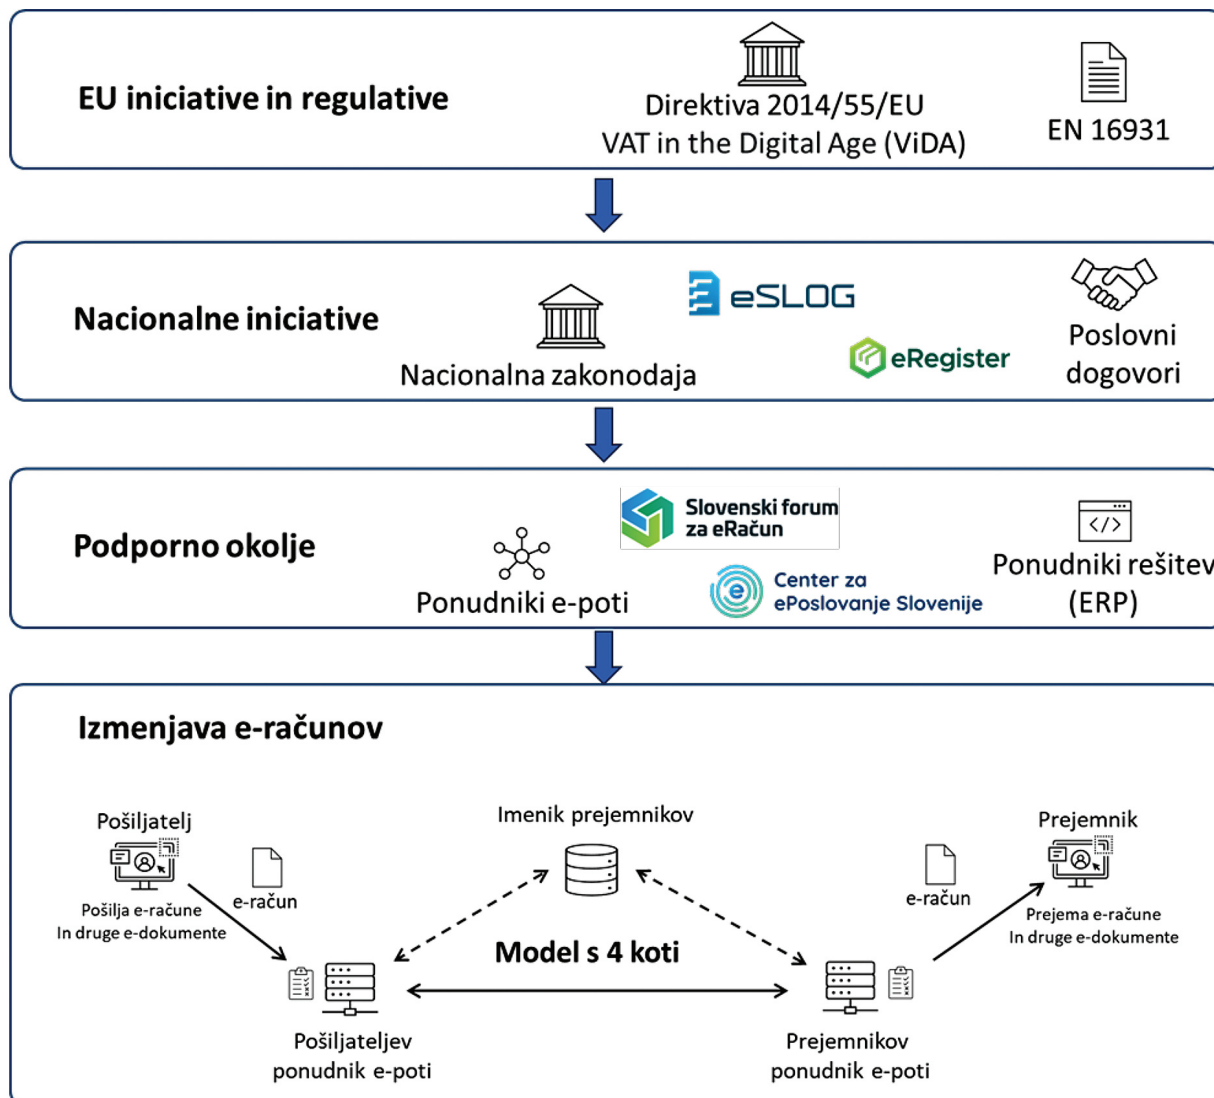 EU iniciative in regulative
Direktiva 2014/55/EU
VAT in the Digital Age (ViDA)
EN 16931
Nacionalne iniciative
Nacionalna zakonodaja
eSLOG
eRegister
Poslovni
dogovori
Podporno okolje
Ponudniki e-poti
Slovenski forum
za eRačun
Center za
ePoslovanje Slovenije
</>
Ponudniki rešitev
(ERP)
Izmenjava e-računov
Pošiljatelj
e-račun
Pošilja e-račune
In druge e-dokumente
Imenik prejemnikov
Prejemnik
e-račun
Prejema e-račune
In druge e-dokumente
Model s 4 koti
Pošiljateljev
ponudnik e-poti
Prejemnikov
ponudnik e-poti